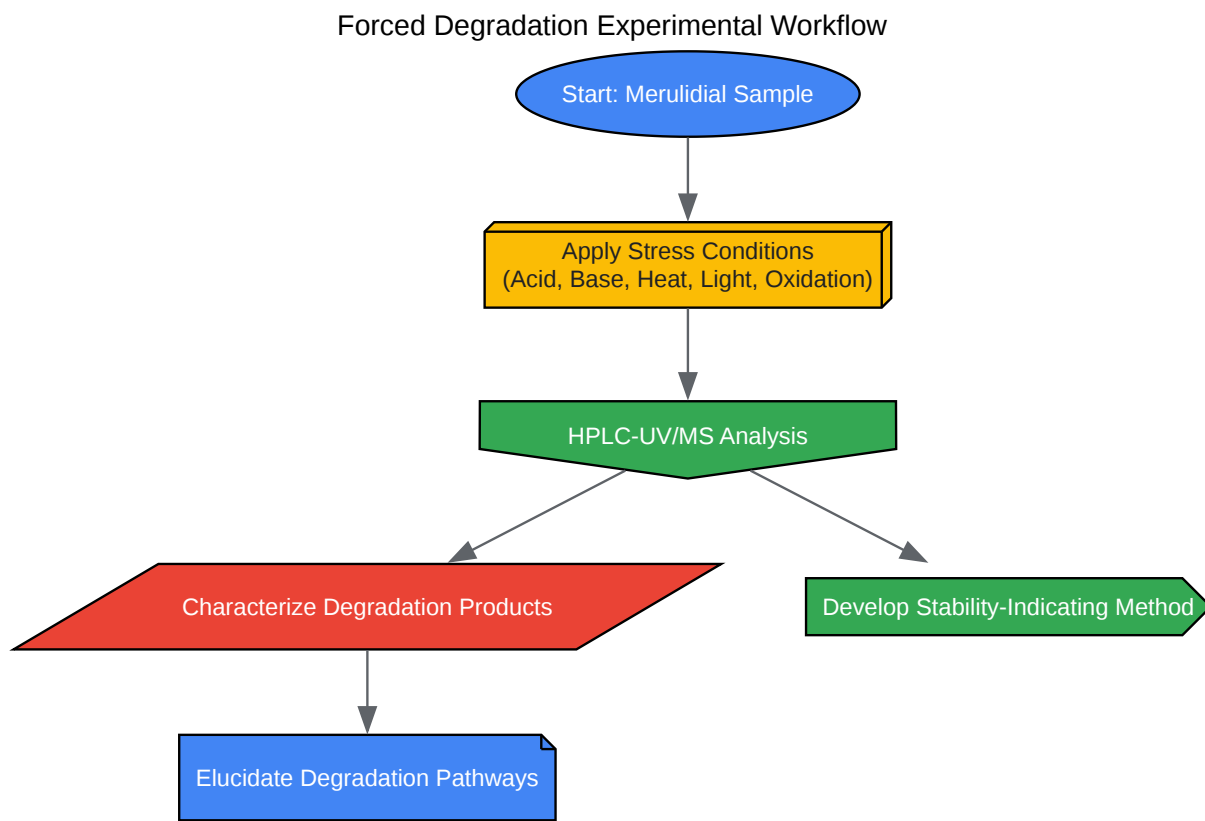 Forced Degradation Experimental Workflow
Start: Merulidial Sample
Apply Stress Conditions
(Acid, Base, Heat, Light, Oxidation)
HPLC-UV/MS Analysis
Characterize Degradation Products
Develop Stability-Indicating Method
Elucidate Degradation Pathways